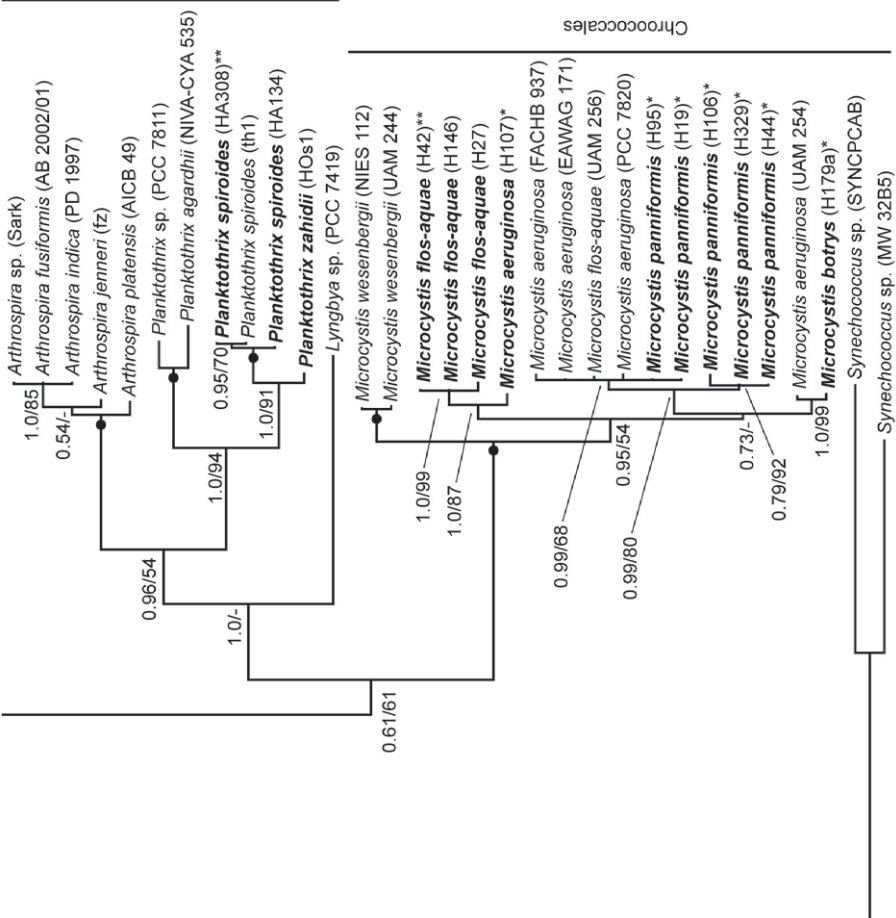 Arthrospira sp. (Sark)
Arthrospira fusiformis (AB 2002/01)
Arthrospira indica (PD 1997)
Arthrospira jenneri (fz)
Arthrospira platensis (AICB 49)
Planktothrix sp. (PCC 7811)
Planktothrix agardhii (NIVA-CYA 535)
Planktothrix spiroides (HA308)**
Planktothrix spiroides (th1)
Planktothrix spiroides (HA134)
Planktothrix zahidii (HOs1)
Lyngbya sp. (PCC 7419)
Microcystis wesenbergii (NIES 112)
Microcystis wesenbergii (UAM 244)
Microcystis flos-aquae (H42)**
Microcystis flos-aquae (H146)
Microcystis flos-aquae (H27)
Microcystis aeruginosa (H107)*
Microcystis aeruginosa (FACHB 937)
Microcystis aeruginosa (EAWAG 171)
Microcystis flos-aquae (UAM 256)
Microcystis aeruginosa (PCC 7820)
Microcystis panniformis (H95)*
Microcystis panniformis (H19)*
Microcystis panniformis (H106)*
Microcystis panniformis (H329)*
Microcystis panniformis (H44)*
Microcystis aeruginosa (UAM 254)
Microcystis botrys (H179a)*
Synechococcus sp. (SYNCPCAB)
Synechococcus sp. (MW 32B5)
Chroococcales
1.0/85
0.54/-
0.95/70
1.0/91
1.0/94
0.96/54
1.0/-
0.61/61
1.0/99
1.0/87
0.95/54
0.99/68
0.99/80
0.73/-
0.79/92
1.0/99